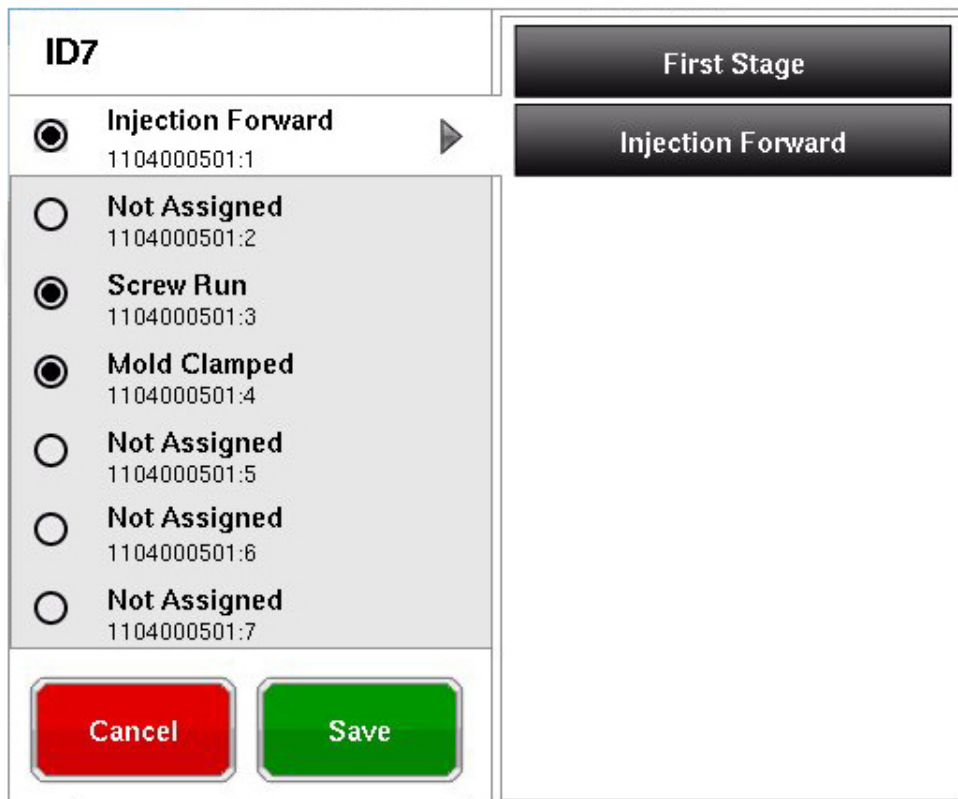 ID7
Injection Forward
1104000501:1
Not Assigned
1104000501:2
Screw Run
1104000501:3
Mold Clamped
1104000501:4
Not Assigned
1104000501:5
Not Assigned
1104000501:6
Not Assigned
1104000501:7
Cancel
Save
First Stage
Injection Forward